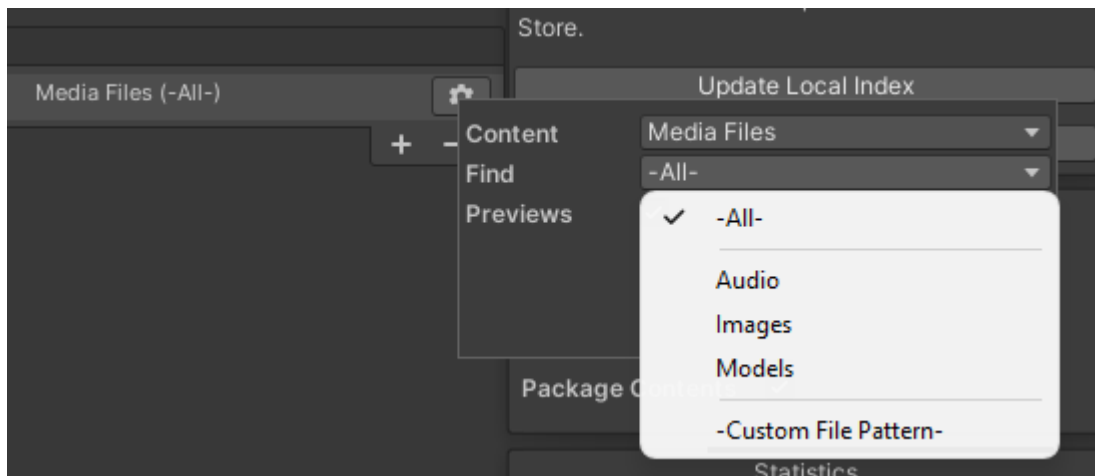 Store.
Update Local Index
Media Files (-All-)
+ −
Content Media Files
Find -All-
Previews
-All-
Audio
Images
Models
-Custom File Pattern-
Package
Statistics